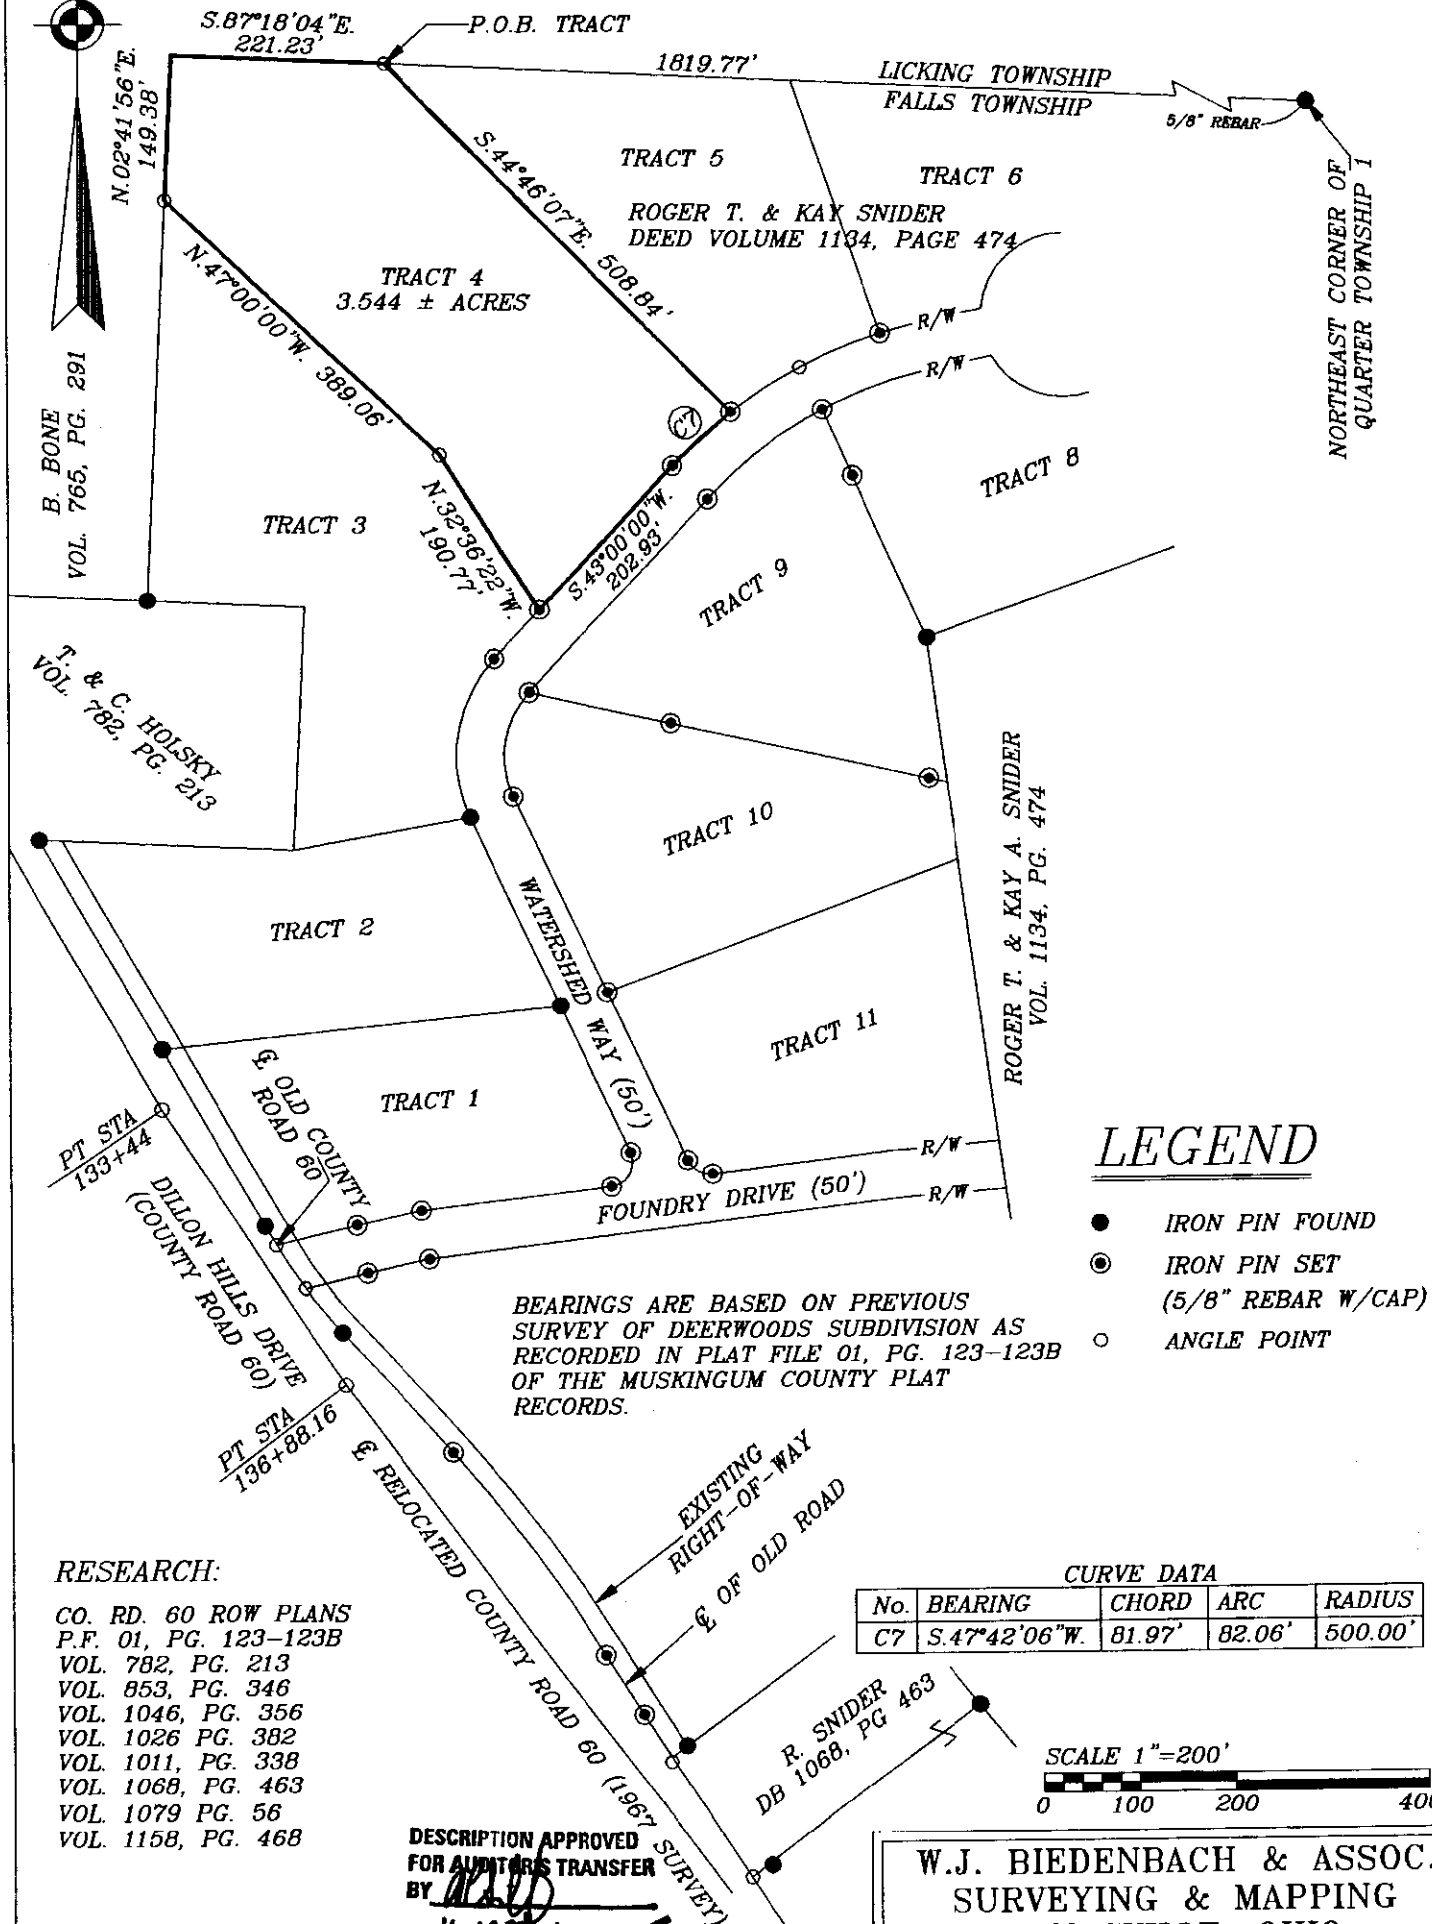 S.87°18'04"E.
221.23'
P.O.B. TRACT
1819.77'
LICKING TOWNSHIP
FALLS TOWNSHIP
5/8" REBAR
NORTHEAST CORNER OF
QUARTER TOWNSHIP 1
N.02°41'56"E.
149.38'
S.44°46'07"E. 508.84'
TRACT 5
TRACT 6
ROGER T. & KAY SNIDER
DEED VOLUME 1134, PAGE 474
TRACT 4
3.544 ± ACRES
N.47°00'00"W. 389.06'
R/W
R/W
B. BONE
VOL. 765, PG. 291
C7
TRACT 8
TRACT 3
N.32°36'22"W.
190.77'
S.43°00'00"W.
202.93'
TRACT 9
T. & C. HOLSKY
VOL. 782, PG. 213
TRACT 10
ROGER T. & KAY A. SNIDER
VOL. 1134, PG. 474
TRACT 2
WATERSHED WAY (50')
TRACT 11
℄ OLD COUNTY
ROAD 60
TRACT 1
PT STA
133+44
R/W
FOUNDRY DRIVE (50')
R/W
DILLON HILLS DRIVE
(COUNTY ROAD 60)
LEGEND
IRON PIN FOUND
IRON PIN SET
(5/8" REBAR W/CAP)
ANGLE POINT
BEARINGS ARE BASED ON PREVIOUS
SURVEY OF DEERWOODS SUBDIVISION AS
RECORDED IN PLAT FILE 01, PG. 123-123B
OF THE MUSKINGUM COUNTY PLAT
RECORDS.
PT STA
136+88.16
℄ RELOCATED COUNTY ROAD 60 (1967 SURVEY)
EXISTING
RIGHT-OF-WAY
℄ OF OLD ROAD
RESEARCH:
CO. RD. 60 ROW PLANS
P.F. 01, PG. 123-123B
VOL. 782, PG. 213
VOL. 853, PG. 346
VOL. 1046, PG. 356
VOL. 1026 PG. 382
VOL. 1011, PG. 338
VOL. 1068, PG. 463
VOL. 1079 PG. 56
VOL. 1158, PG. 468
CURVE DATA
No. BEARING CHORD ARC RADIUS
C7 S.47°42'06"W. 81.97' 82.06' 500.00'
R. SNIDER
DB 1068, PG 463
SCALE 1"=200'
0 100 200
DESCRIPTION APPROVED
FOR AUDITORS TRANSFER
BY
W.J. BIEDENBACH & ASSOC.
SURVEYING & MAPPING